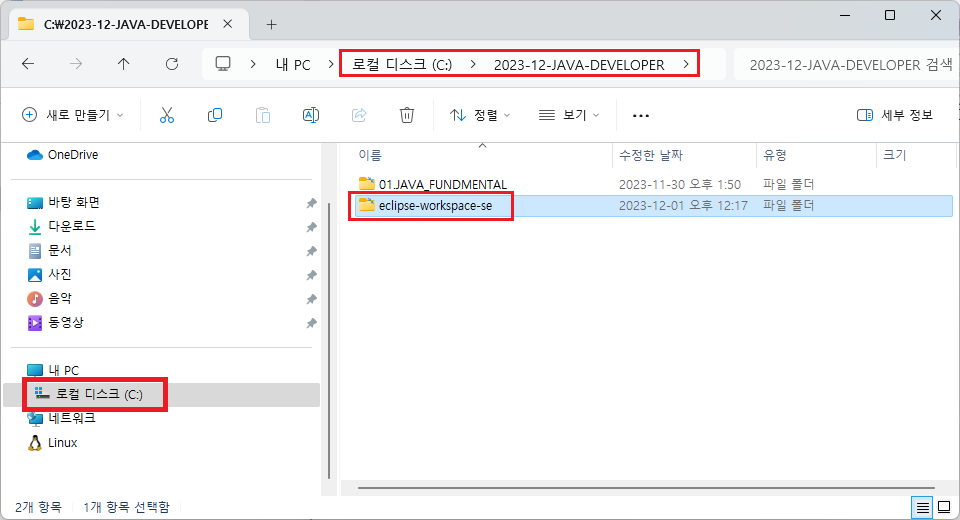 C:\2023-12-JAVA-DEVELOPE
내 PC 로컬 디스크 (C:) 2023-12-JAVA-DEVELOPER 2023-12-JAVA-DEVELOPER 검색
새로 만들기 정렬 보기 세부 정보
OneDrive
바탕 화면
다운로드
문서
사진
음악
동영상
내 PC
로컬 디스크 (C:)
네트워크
Linux
이름 수정한 날짜 유형 크기
01.JAVA_FUNDMENTAL 2023-11-30 오후 1:50 파일 폴더
eclipse-workspace-se 2023-12-01 오후 12:17 파일 폴더
2개 항목 1개 항목 선택함